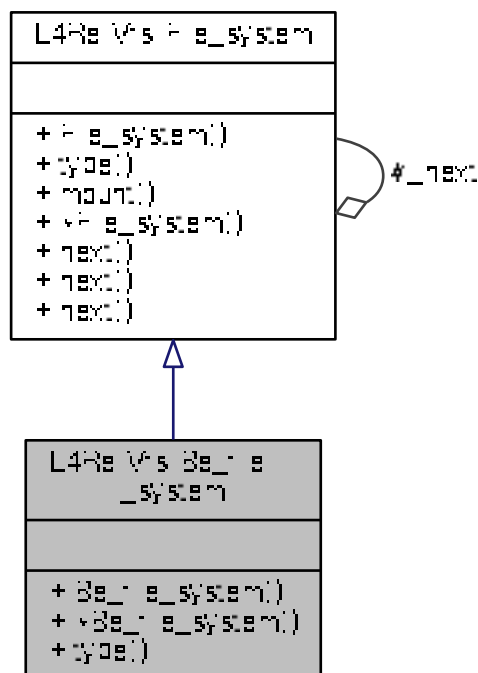 L4Re::Vfs::File_system
+ File_system()
+ type()
+ mount()
+ ~File_system()
+ next()
+ next()
+ next()
#_next
L4Re::Vfs::Be_file
_system
+ Be_file_system()
+ ~Be_file_system()
+ type()